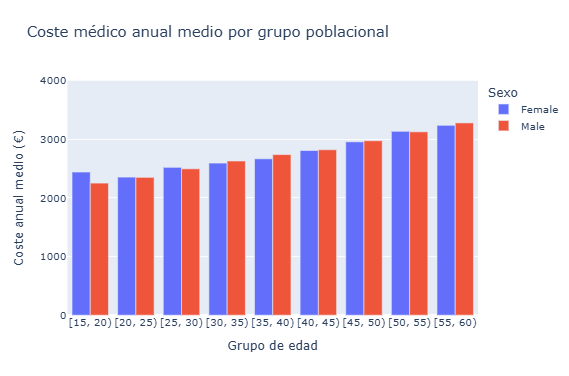 Coste médico anual medio por grupo poblacional
Coste anual medio (€)
4000
3000
2000
1000
0
[15, 20) [20, 25) [25, 30) [30, 35) [35, 40) [40, 45) [45, 50) [50, 55) [55, 60)
Grupo de edad
Sexo
Female
Male